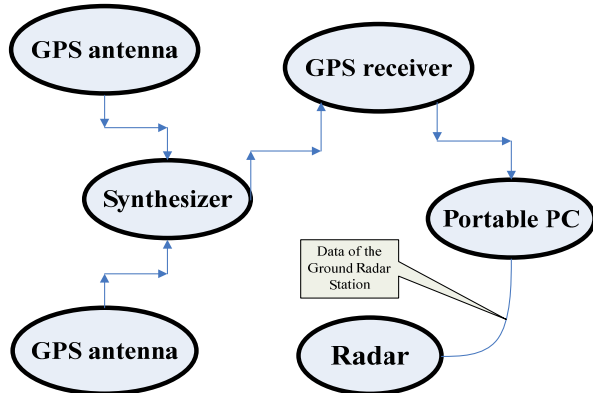 GPS antenna
GPS receiver
Synthesizer
Portable PC
Data of the
Ground Radar
Station
GPS antenna
Radar